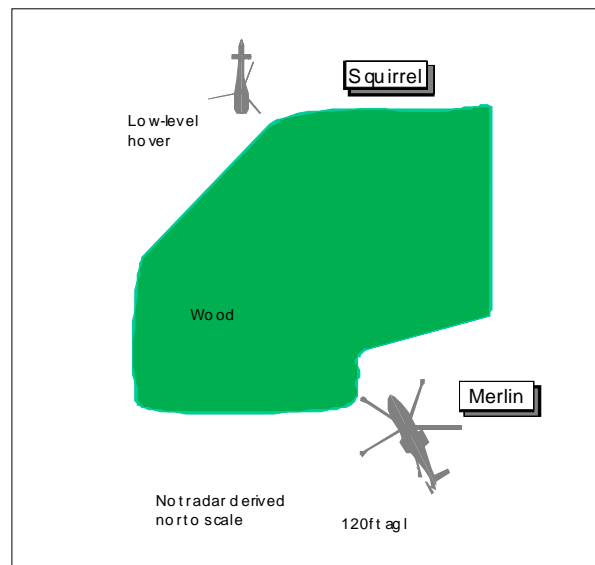 Squirrel
Low-level
hover
Wood
Merlin
Not radar derived
nor to scale
120ft agl